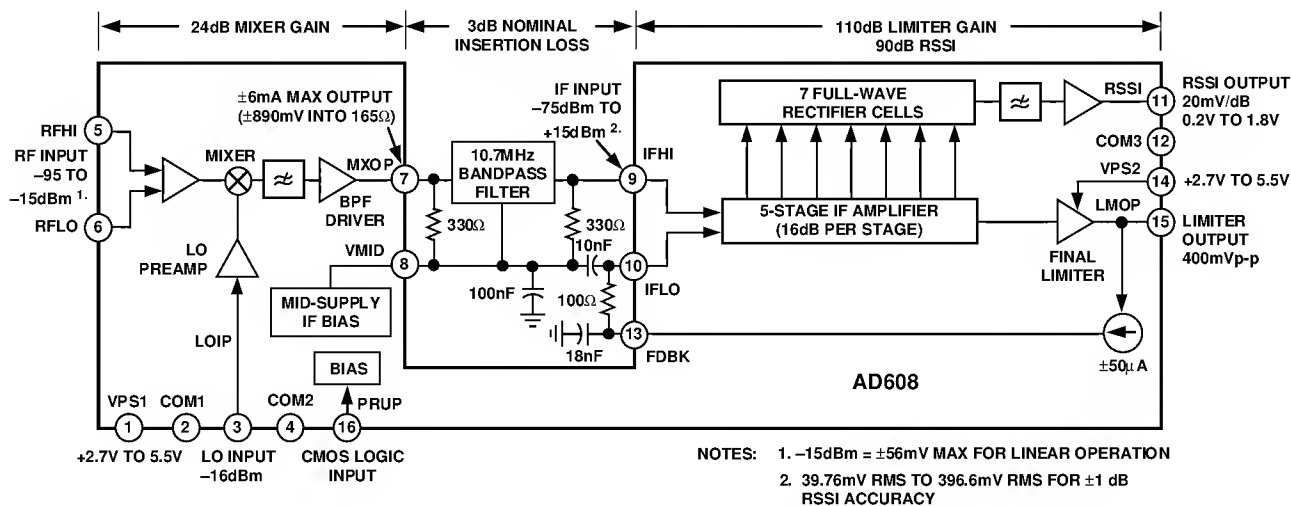 24dB MIXER GAIN
3dB NOMINAL
INSERTION LOSS
110dB LIMITER GAIN
90dB RSSI
±6mA MAX OUTPUT
(±890mV INTO 165Ω)
IF INPUT
–75dBm TO
+15dBm 2.
7 FULL-WAVE
RECTIFIER CELLS
RSSI
11
RSSI OUTPUT
20mV/dB
0.2V TO 1.8V
COM3
12
RFHI
5
RF INPUT
–95 TO
–15dBm 1.
6
RFLO
MIXER
MXOP
7
BPF
DRIVER
10.7MHz
BANDPASS
FILTER
IFHI
9
VPS2
14
+2.7V TO 5.5V
5-STAGE IF AMPLIFIER
(16dB PER STAGE)
LMOP
15
LIMITER
OUTPUT
400mVp-p
FINAL
LIMITER
330Ω
330Ω
10nF
LO
PREAMP
VMID
8
10
IFLO
MID-SUPPLY
IF BIAS
100nF
100Ω
18nF
13
FDBK
±50µA
LOIP
BIAS
PRUP
AD608
VPS1
COM1
COM2
1
2
3
4
16
+2.7V TO 5.5V
LO INPUT
–16dBm
CMOS LOGIC
INPUT
NOTES: 1. –15dBm = ±56mV MAX FOR LINEAR OPERATION
2. 39.76mV RMS TO 396.6mV RMS FOR ±1 dB
RSSI ACCURACY